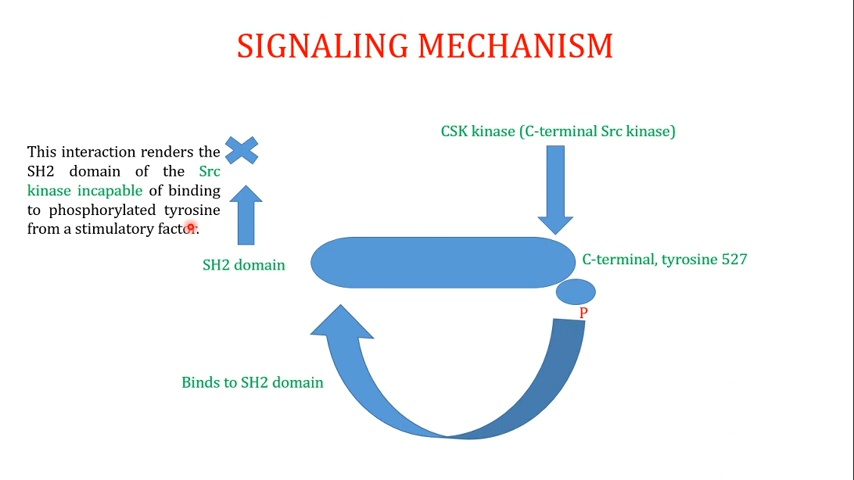 SIGNALING MECHANISM
CSK kinase (C-terminal Src kinase)
This interaction renders the
SH2 domain of the Src
kinase incapable of binding
to phosphorylated tyrosine
from a stimulatory factor.
SH2 domain
C-terminal, tyrosine 527
P
Binds to SH2 domain